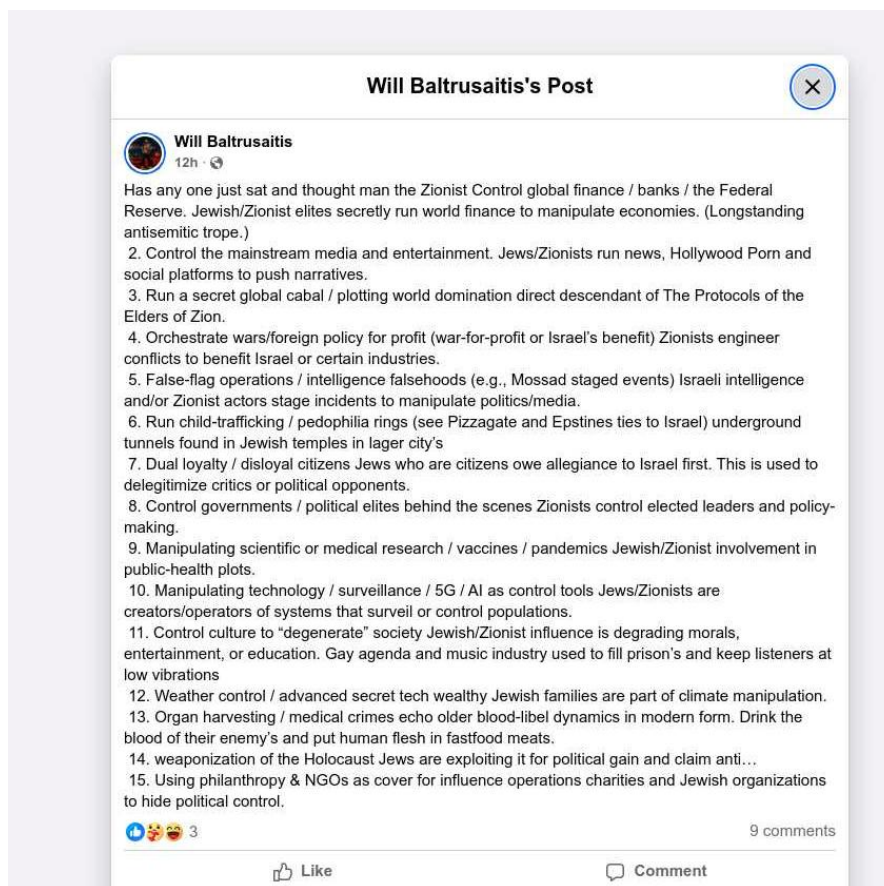 Will Baltrusaitis's Post
Will Baltrusaitis
12h ·
Has any one just sat and thought man the Zionist Control global finance / banks / the Federal
Reserve. Jewish/Zionist elites secretly run world finance to manipulate economies. (Longstanding
antisemitic trope.)
2. Control the mainstream media and entertainment. Jews/Zionists run news, Hollywood Porn and
social platforms to push narratives.
3. Run a secret global cabal / plotting world domination direct descendant of The Protocols of the
Elders of Zion.
4. Orchestrate wars/foreign policy for profit (war-for-profit or Israel’s benefit) Zionists engineer
conflicts to benefit Israel or certain industries.
5. False-flag operations / intelligence falsehoods (e.g., Mossad staged events) Israeli intelligence
and/or Zionist actors stage incidents to manipulate politics/media.
6. Run child-trafficking / pedophilia rings (see Pizzagate and Epstines ties to Israel) underground
tunnels found in Jewish temples in lager city’s
7. Dual loyalty / disloyal citizens Jews who are citizens owe allegiance to Israel first. This is used to
delegitimize critics or political opponents.
8. Control governments / political elites behind the scenes Zionists control elected leaders and policy-
making.
9. Manipulating scientific or medical research / vaccines / pandemics Jewish/Zionist involvement in
public-health plots.
10. Manipulating technology / surveillance / 5G / AI as control tools Jews/Zionists are
creators/operators of systems that surveil or control populations.
11. Control culture to “degenerate” society Jewish/Zionist influence is degrading morals,
entertainment, or education. Gay agenda and music industry used to fill prison’s and keep listeners at
low vibrations
12. Weather control / advanced secret tech wealthy Jewish families are part of climate manipulation.
13. Organ harvesting / medical crimes echo older blood-libel dynamics in modern form. Drink the
blood of their enemy’s and put human flesh in fastfood meats.
14. weaponization of the Holocaust Jews are exploiting it for political gain and claim anti…
15. Using philanthropy & NGOs as cover for influence operations charities and Jewish organizations
to hide political control.
3
9 comments
Like
Comment